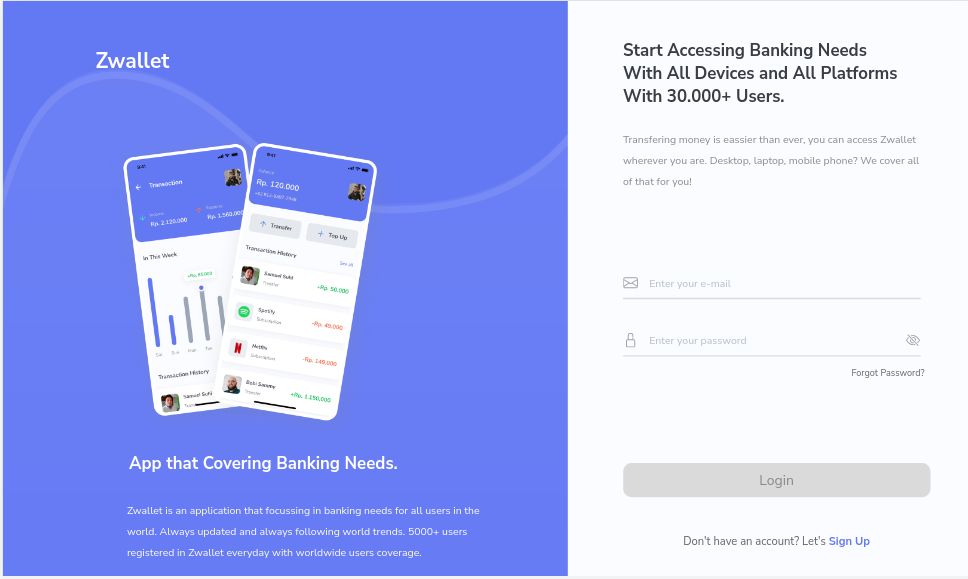 Zwallet
9:41
Transaction
Income
Rp. 2.120.000
Expense
Rp. 1.560.000
In This Week
+Rp. 65.000
Sat
Sun
Mon
Tue
Transaction History
Samuel Suhi
9:41
Balance
Rp. 120.000
Transfer
Top Up
Transaction History
See all
Samuel Suhi
Transfer
+Rp. 50.000
Spotify
Subscription
-Rp. 49.000
Netflix
Subscription
-Rp. 149.000
Bobi Sammy
Transfer
+Rp. 1.150.000
App that Covering Banking Needs.
Zwallet is an application that focussing in banking needs for all users in the
world. Always updated and always following world trends. 5000+ users
registered in Zwallet everyday with worldwide users coverage.
Start Accessing Banking Needs
With All Devices and All Platforms
With 30.000+ Users.
Transfering money is eassier than ever, you can access Zwallet
wherever you are. Desktop, laptop, mobile phone? We cover all
of that for you!
Enter your e-mail
Enter your password
Forgot Password?
Login
Don't have an account? Let's Sign Up